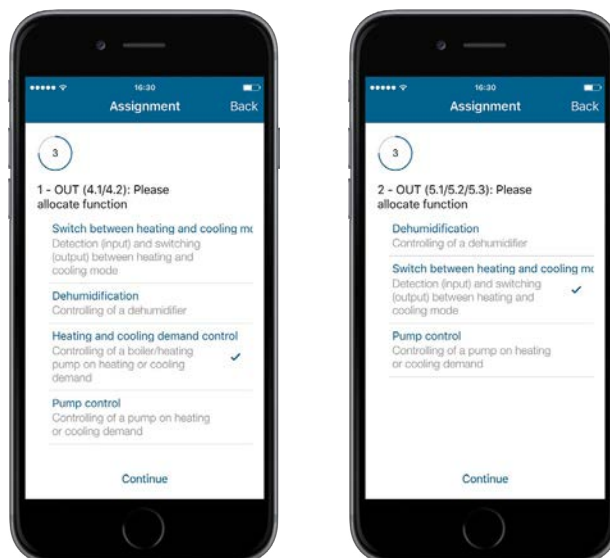 16:30
Assignment
Back
3
1 - OUT (4.1/4.2): Please
allocate function
Switch between heating and cooling mo
Detection (input) and switching
(output) between heating and
cooling mode
Dehumidification
Controlling of a dehumidifier
Heating and cooling demand control
Controlling of a boiler/heating
pump on heating or cooling
demand
Pump control
Controlling of a pump on heating
or cooling demand
Continue
16:30
Assignment
Back
3
2 - OUT (5.1/5.2/5.3): Please
allocate function
Dehumidification
Controlling of a dehumidifier
Switch between heating and cooling mo
Detection (input) and switching
(output) between heating and
cooling mode
Pump control
Controlling of a pump on heating
or cooling demand
Continue